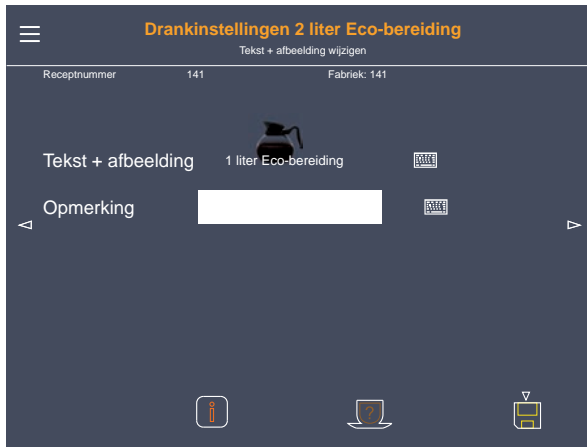 Drankinstellingen 2 liter Eco-bereiding
Tekst + afbeelding wijzigen
Receptnummer 141 Fabriek: 141
Tekst + afbeelding 1 liter Eco-bereiding
Opmerking
i
?